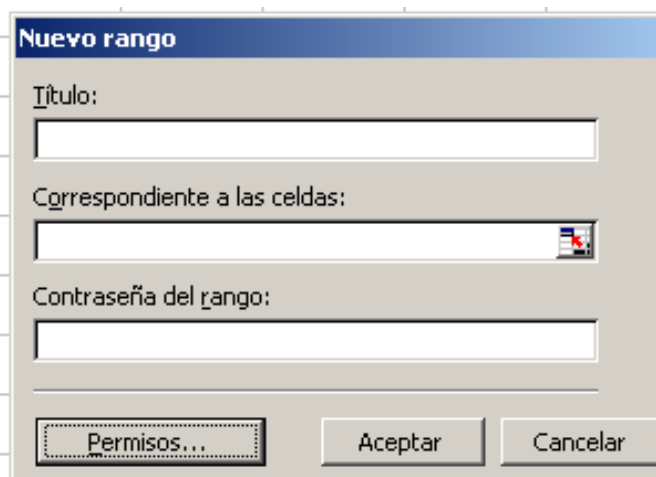 Nuevo rango
Título:
Correspondiente a las celdas:
Contraseña del rango:
Permisos... Aceptar Cancelar